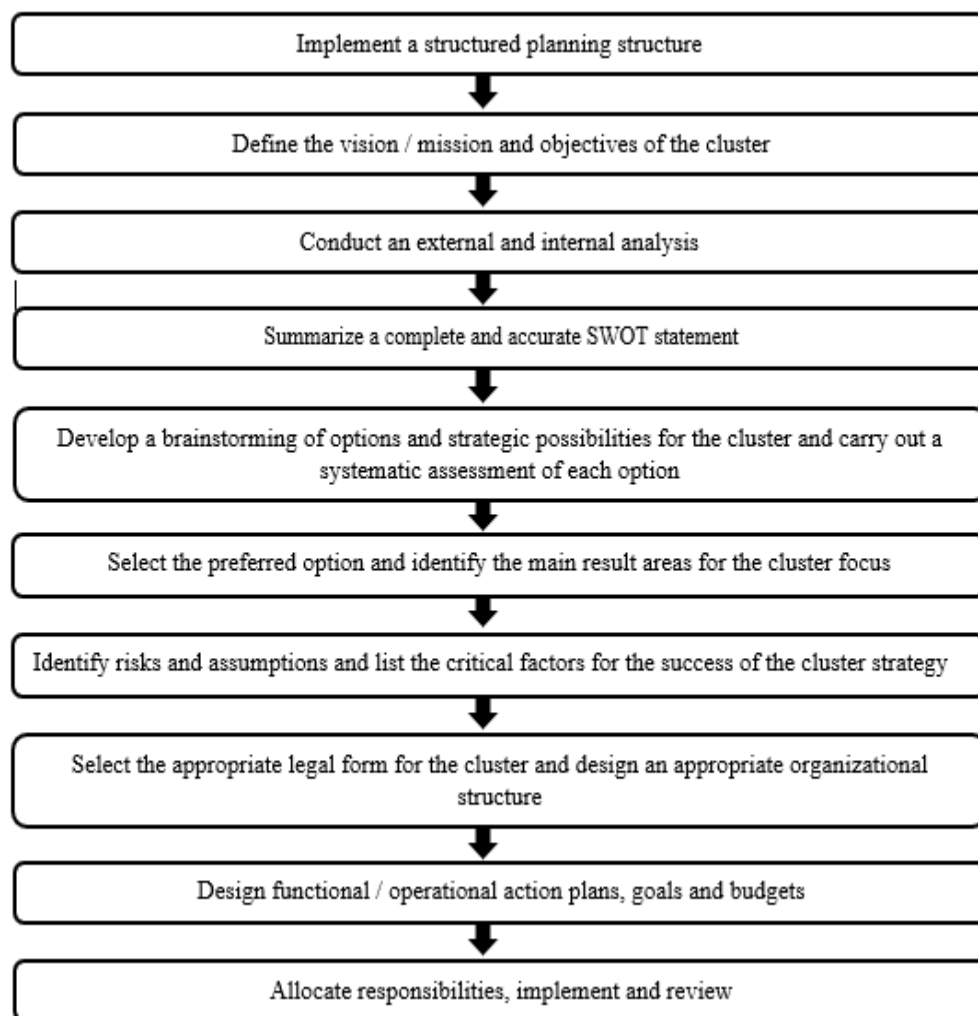 Implement a structured planning structure
Define the vision / mission and objectives of the cluster
Conduct an external and internal analysis
Summarize a complete and accurate SWOT statement
Develop a brainstorming of options and strategic possibilities for the cluster and carry out a
systematic assessment of each option
Select the preferred option and identify the main result areas for the cluster focus
Identify risks and assumptions and list the critical factors for the success of the cluster strategy
Select the appropriate legal form for the cluster and design an appropriate organizational
structure
Design functional / operational action plans, goals and budgets
Allocate responsibilities, implement and review